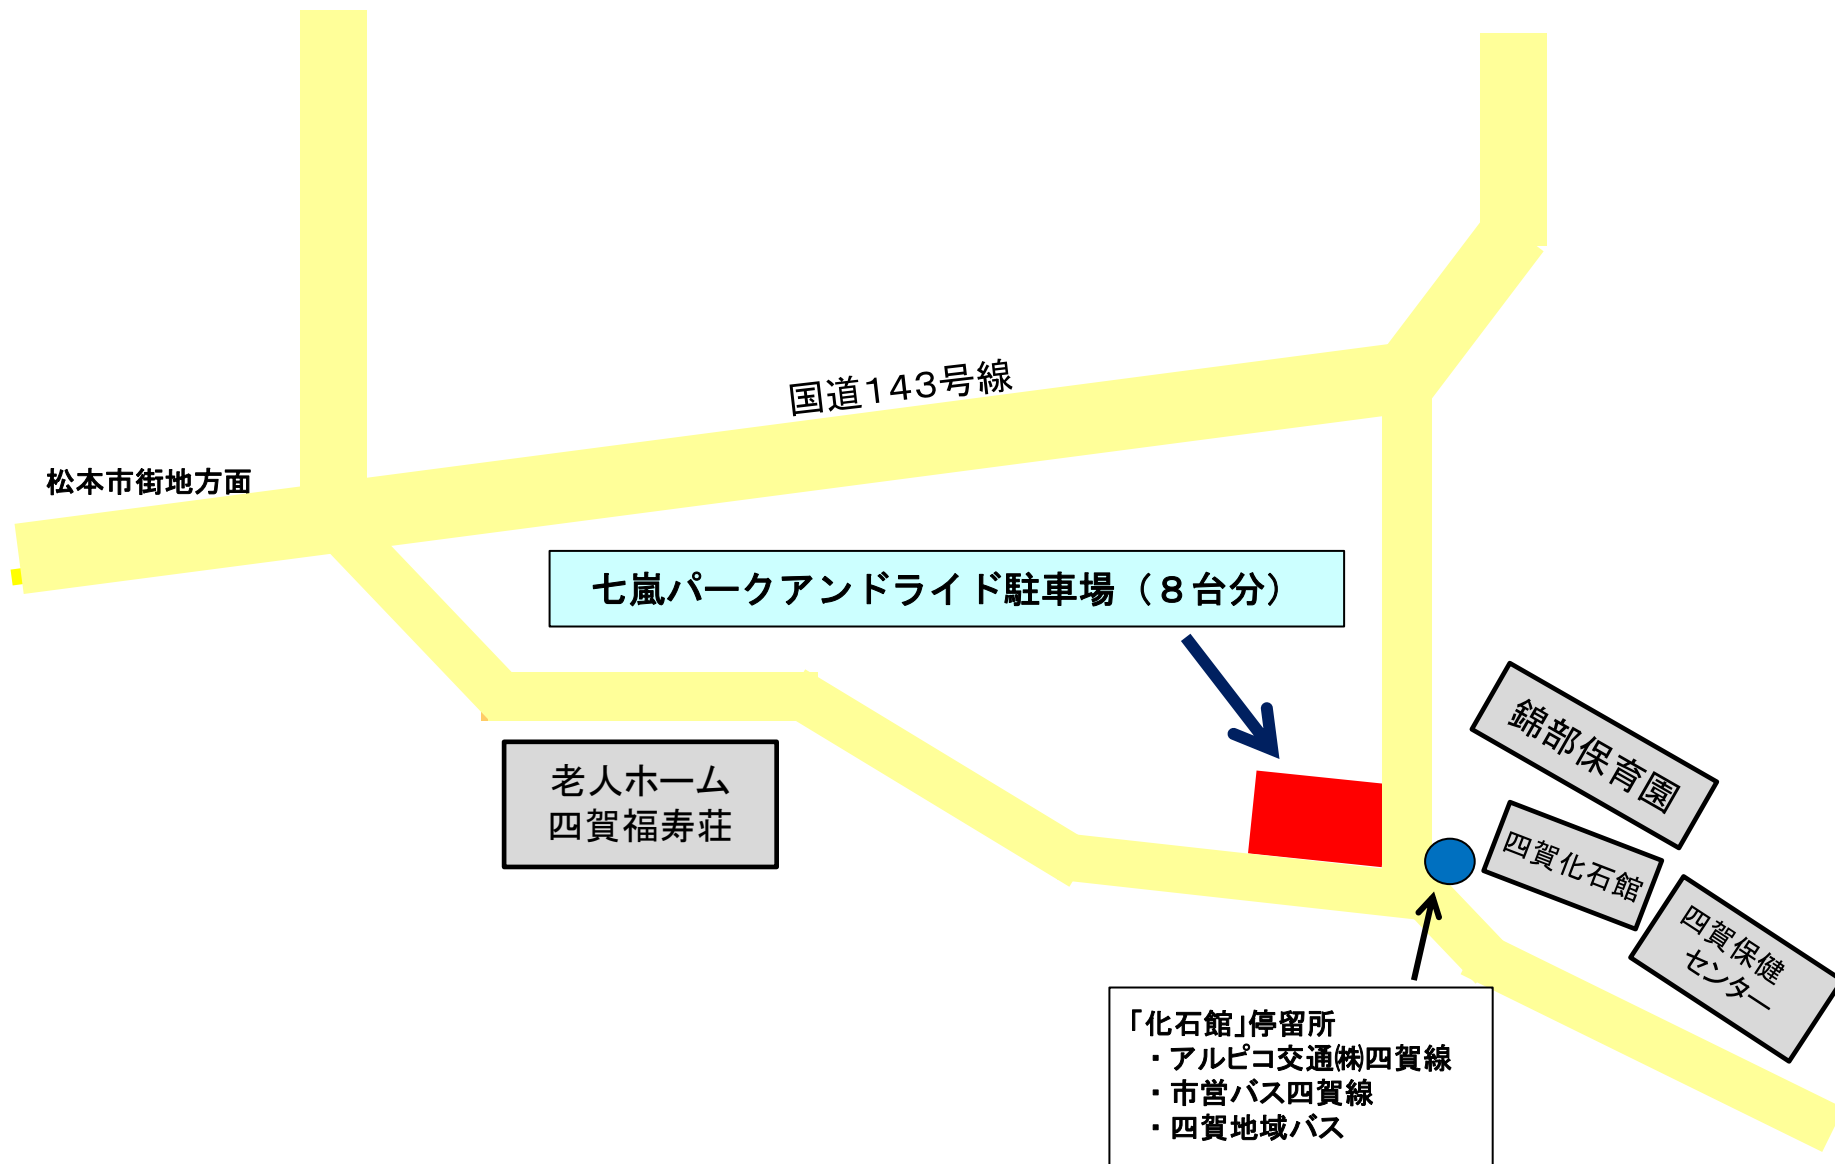 国道１４３号線
松本市街地方面
七嵐パークアンドライド駐車場（８台分）
錦部保育園
老人ホーム
四賀福寿荘
四賀化石館
四賀保健
センター
「化石館」停留所
・アルピコ交通㈱四賀線
・市営バス四賀線
・四賀地域バス